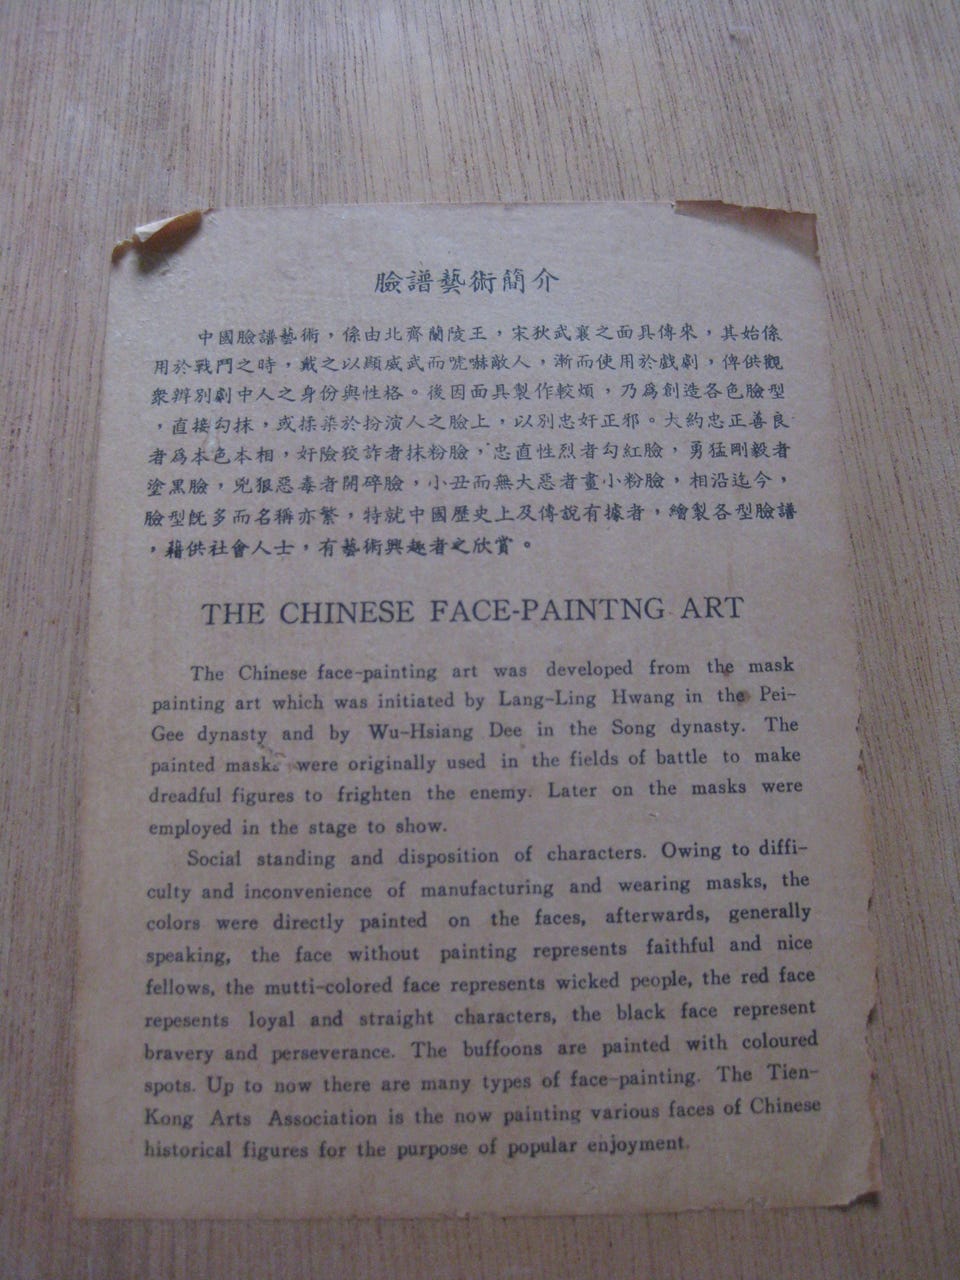 臉譜藝術簡介
中國臉譜藝術，係由北齊蘭陵王，宋狄武襄之面具傳來，其始係
用於戰鬥之時，戴之以顯威武而唬嚇敵人，漸而使用於戲劇，俾供觀
衆辨別劇中人之身份與性格。後因面具製作較煩，乃爲創造各色臉型
，直接勾抹，或揉染於扮演人之臉上，以別忠奸正邪。大約忠正善良
者爲本色本相，奸險狡詐者抹粉臉，忠直性烈者勾紅臉，勇猛剛毅者
塗黑臉，兇狠惡毒者開碎臉，小丑而無大惡者畫小粉臉，相沿迄今，
臉型旣多而名稱亦繁，特就中國歷史上及傳說有據者，繪製各型臉譜
，藉供社會人士，有藝術興趣者之欣賞。
THE CHINESE FACE-PAINTNG ART
The Chinese face-painting art was developed from the mask
painting art which was initiated by Lang-Ling Hwang in the Pei-
Gee dynasty and by Wu-Hsiang Dee in the Song dynasty. The
painted masks were originally used in the fields of battle to make
dreadful figures to frighten the enemy. Later on the masks were
employed in the stage to show.
Social standing and disposition of characters. Owing to diffi-
culty and inconvenience of manufacturing and wearing masks, the
colors were directly painted on the faces, afterwards, generally
speaking, the face without painting represents faithful and nice
fellows, the mutti-colored face represents wicked people, the red face
repesents loyal and straight characters, the black face represent
bravery and perseverance. The buffoons are painted with coloured
spots. Up to now there are many types of face-painting. The Tien-
Kong Arts Association is the now painting various faces of Chinese
historical figures for the purpose of popular enjoyment.